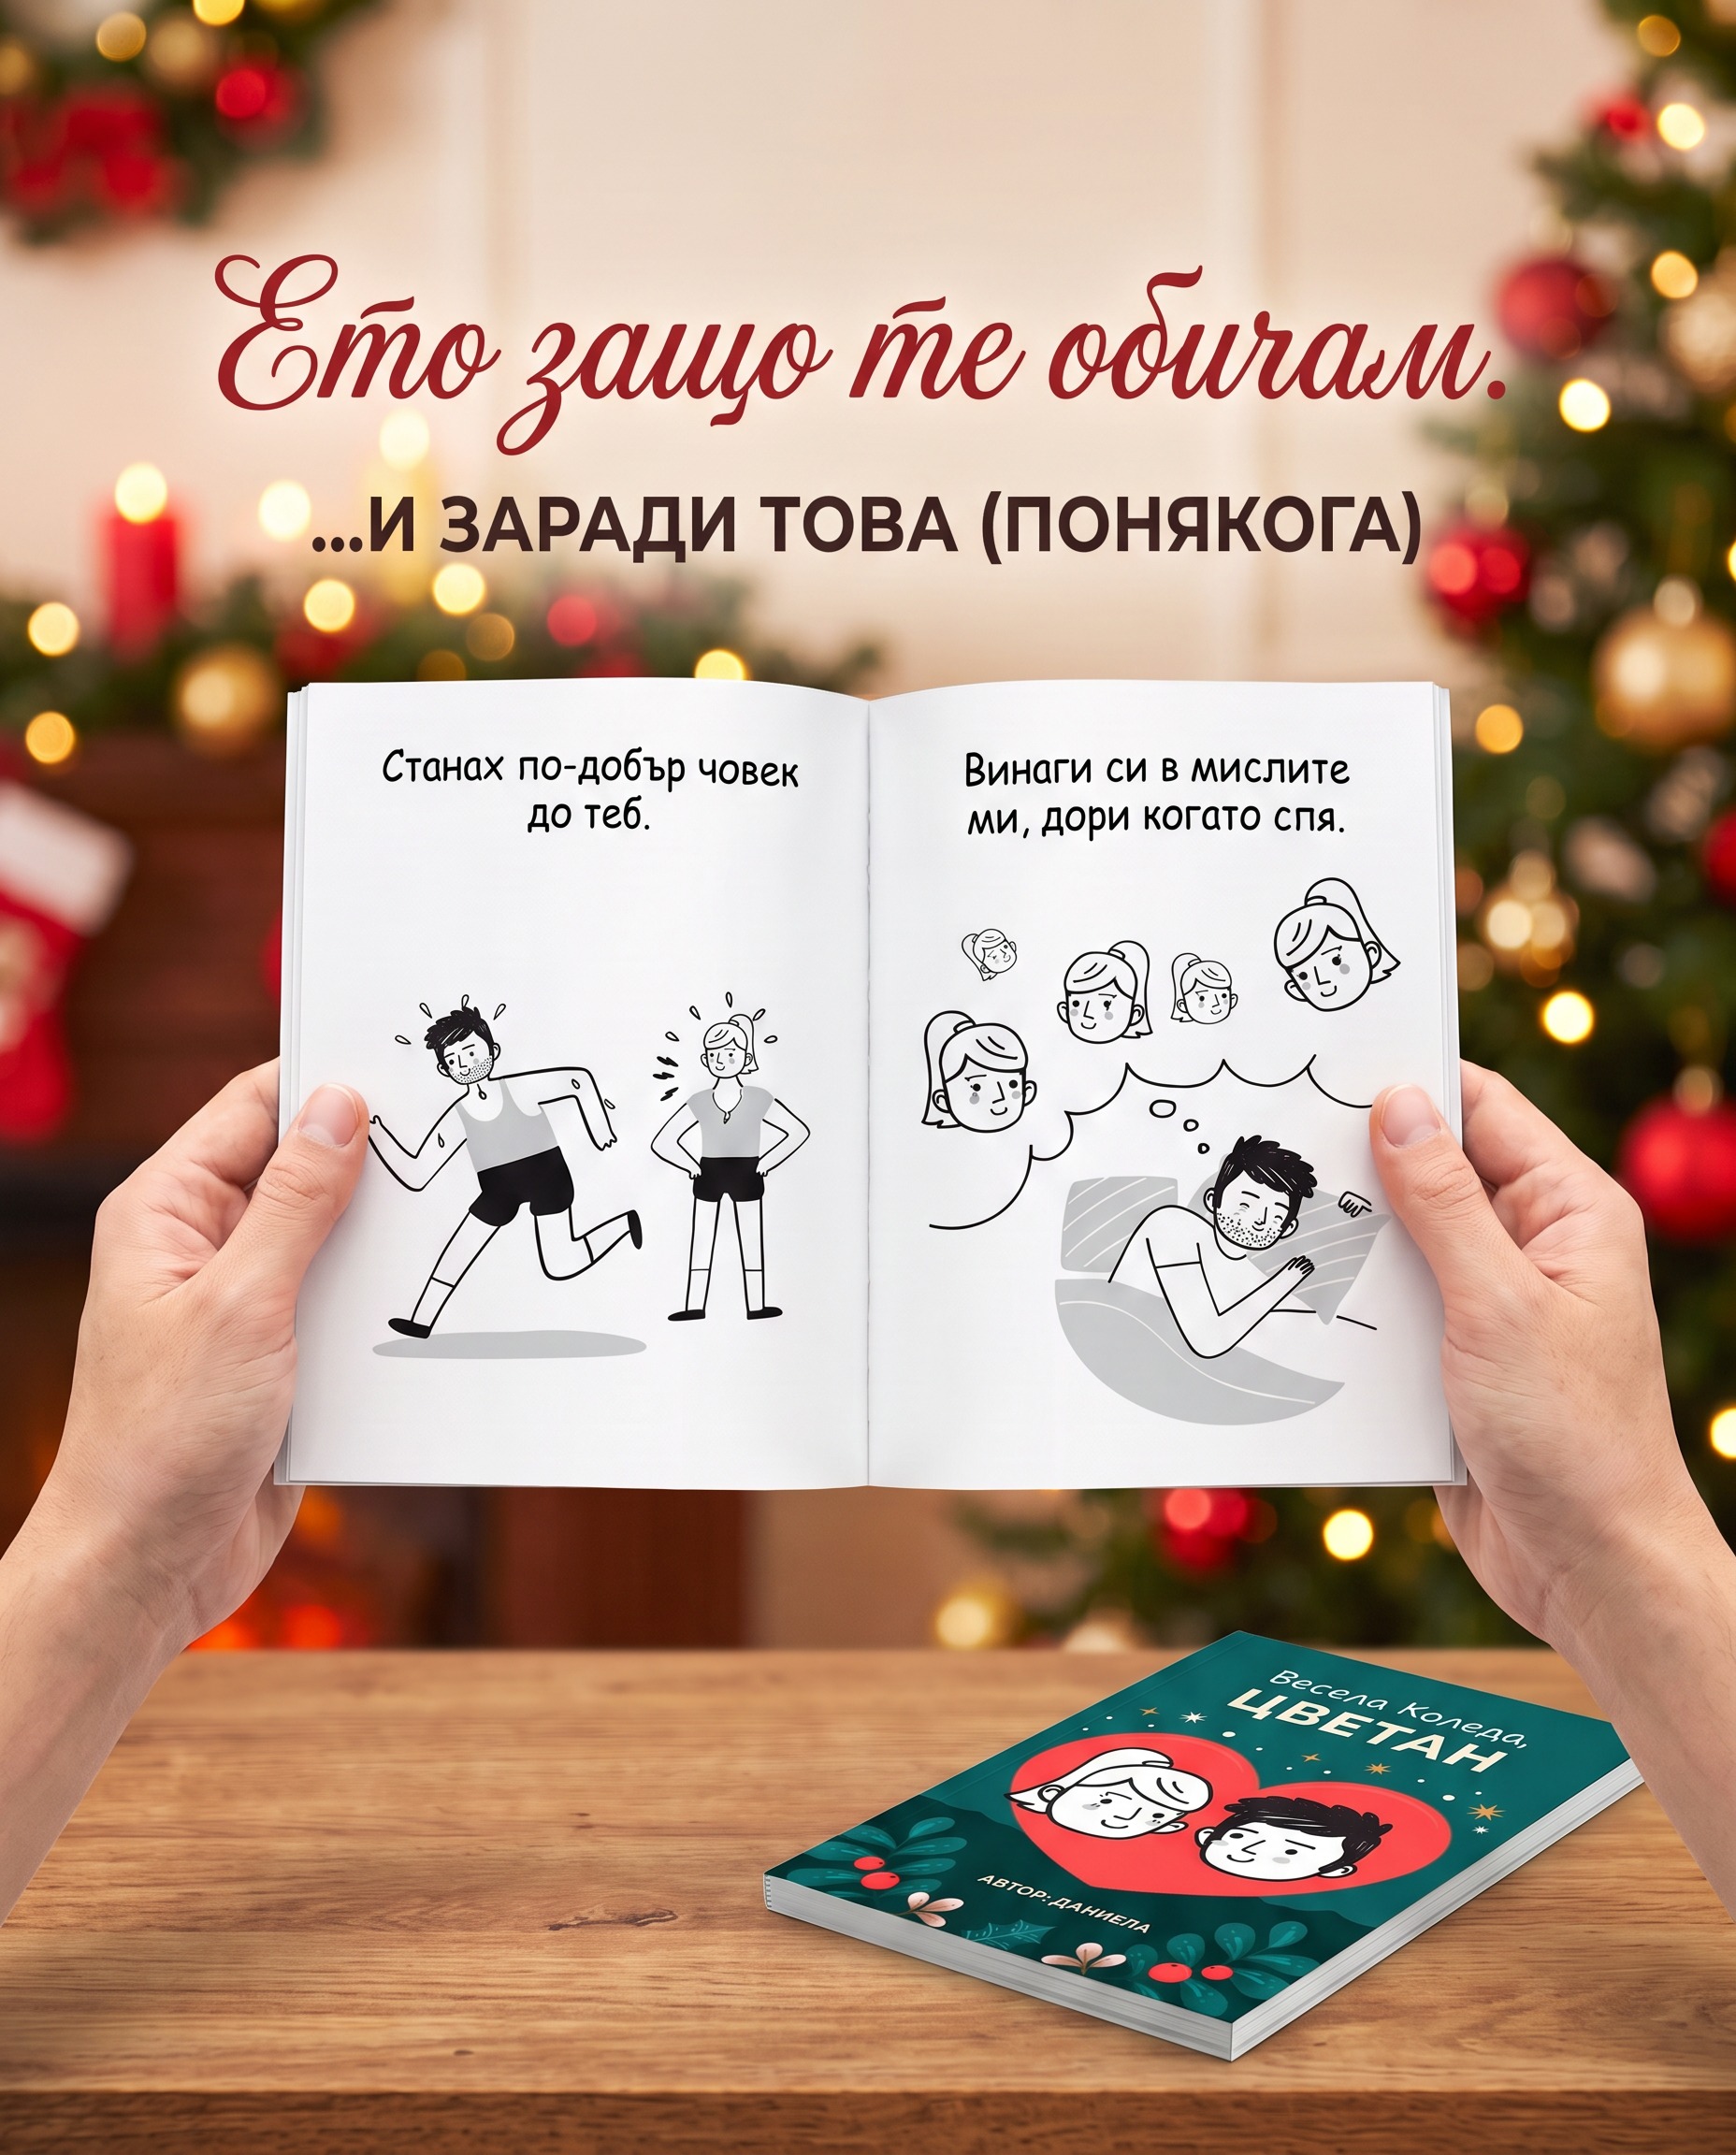 Ето защо те обичам.
...И ЗАРАДИ ТОВА (ПОНЯКОГА)
Станах по-добър човек
до теб.
Винаги си в мислите
ми, дори когато спя.
Весела Коледа,
ЦВЕТАН
АВТОР: ДАНИЕЛА